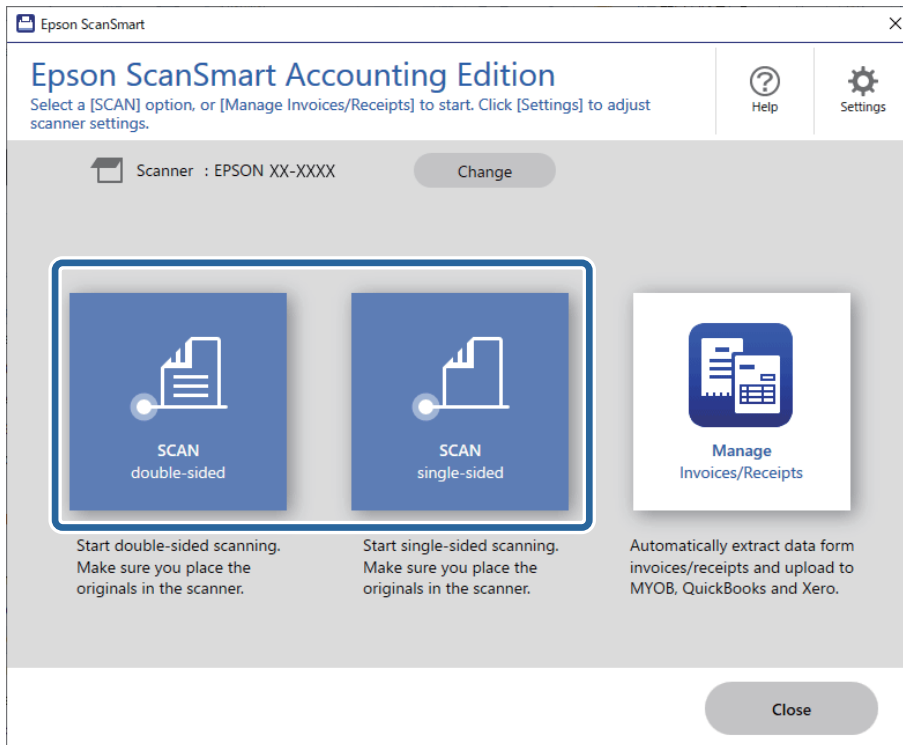 Epson ScanSmart
Epson ScanSmart Accounting Edition
Select a [SCAN] option, or [Manage Invoices/Receipts] to start. Click [Settings] to adjust
scanner settings.
Help
Settings
Scanner : EPSON XX-XXXX
Change
SCAN
double-sided
SCAN
single-sided
Manage
Invoices/Receipts
Start double-sided scanning.
Make sure you place the
originals in the scanner.
Start single-sided scanning.
Make sure you place the
originals in the scanner.
Automatically extract data form
invoices/receipts and upload to
MYOB, QuickBooks and Xero.
Close